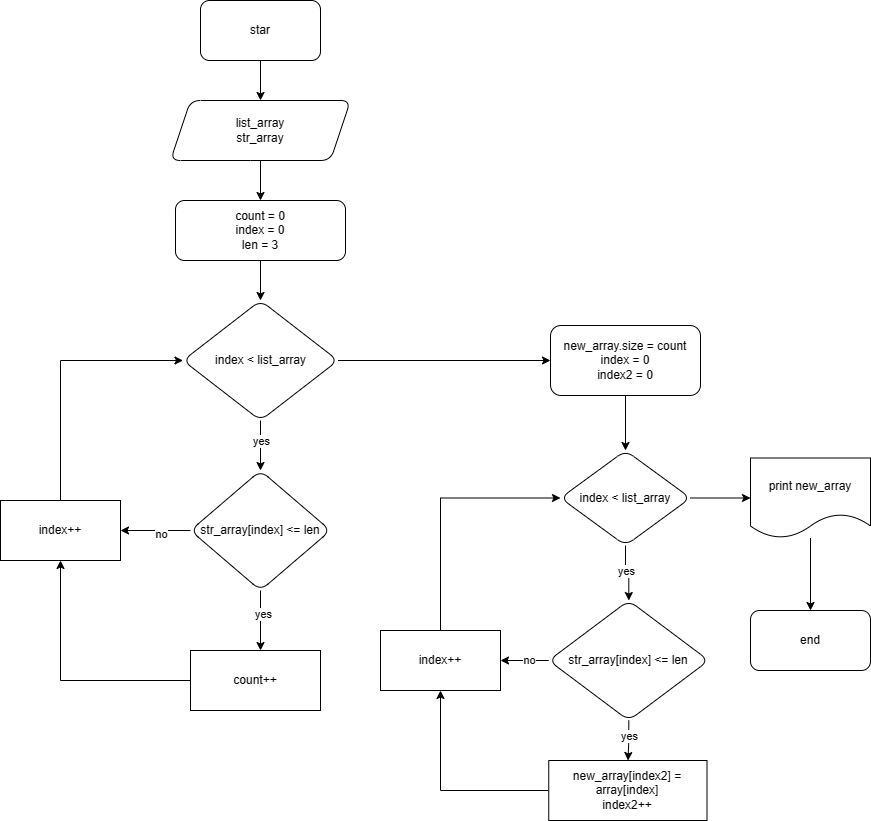 star
list_array
str_array
count = 0
index = 0
len = 3
index < list_array
yes
str_array[index] <= len
no
index++
yes
count++
new_array.size = count
index = 0
index2 = 0
index < list_array
print new_array
end
yes
str_array[index] <= len
no
index++
yes
new_array[index2] =
array[index]
index2++